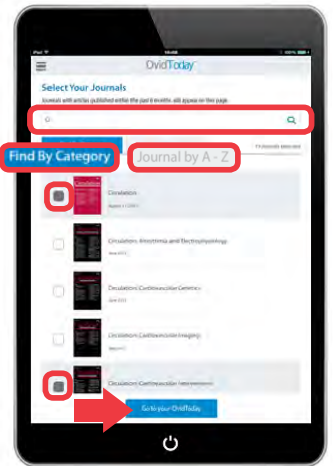 iPad
100%
OvidToday
Select Your Journals
Journals with articles published within the past 6 months will appear on this page.
Find By Category
Journal by A - Z
journals selected
Circulation
Circulation: Arrhythmia and Electrophysiology
Circulation: Cardiovascular Genetics
Circulation: Cardiovascular Imaging
Circulation: Cardiovascular Interventions
Go to your OvidToday